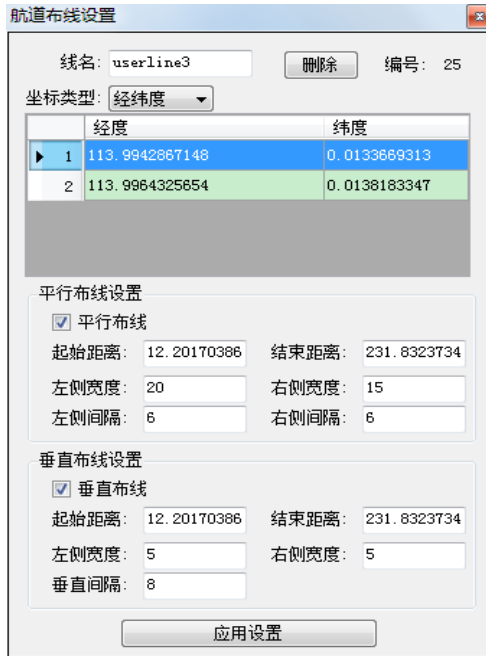 航道布线设置
线名: userline3 删除 编号: 25
坐标类型: 经纬度
经度 纬度
1 113.9942867148 0.0133669313
2 113.9964325654 0.0138183347
平行布线设置
平行布线
起始距离: 12.20170386 结束距离: 231.8323734
左侧宽度: 20 右侧宽度: 15
左侧间隔: 6 右侧间隔: 6
垂直布线设置
垂直布线
起始距离: 12.20170386 结束距离: 231.8323734
左侧宽度: 5 右侧宽度: 5
垂直间隔: 8
应用设置